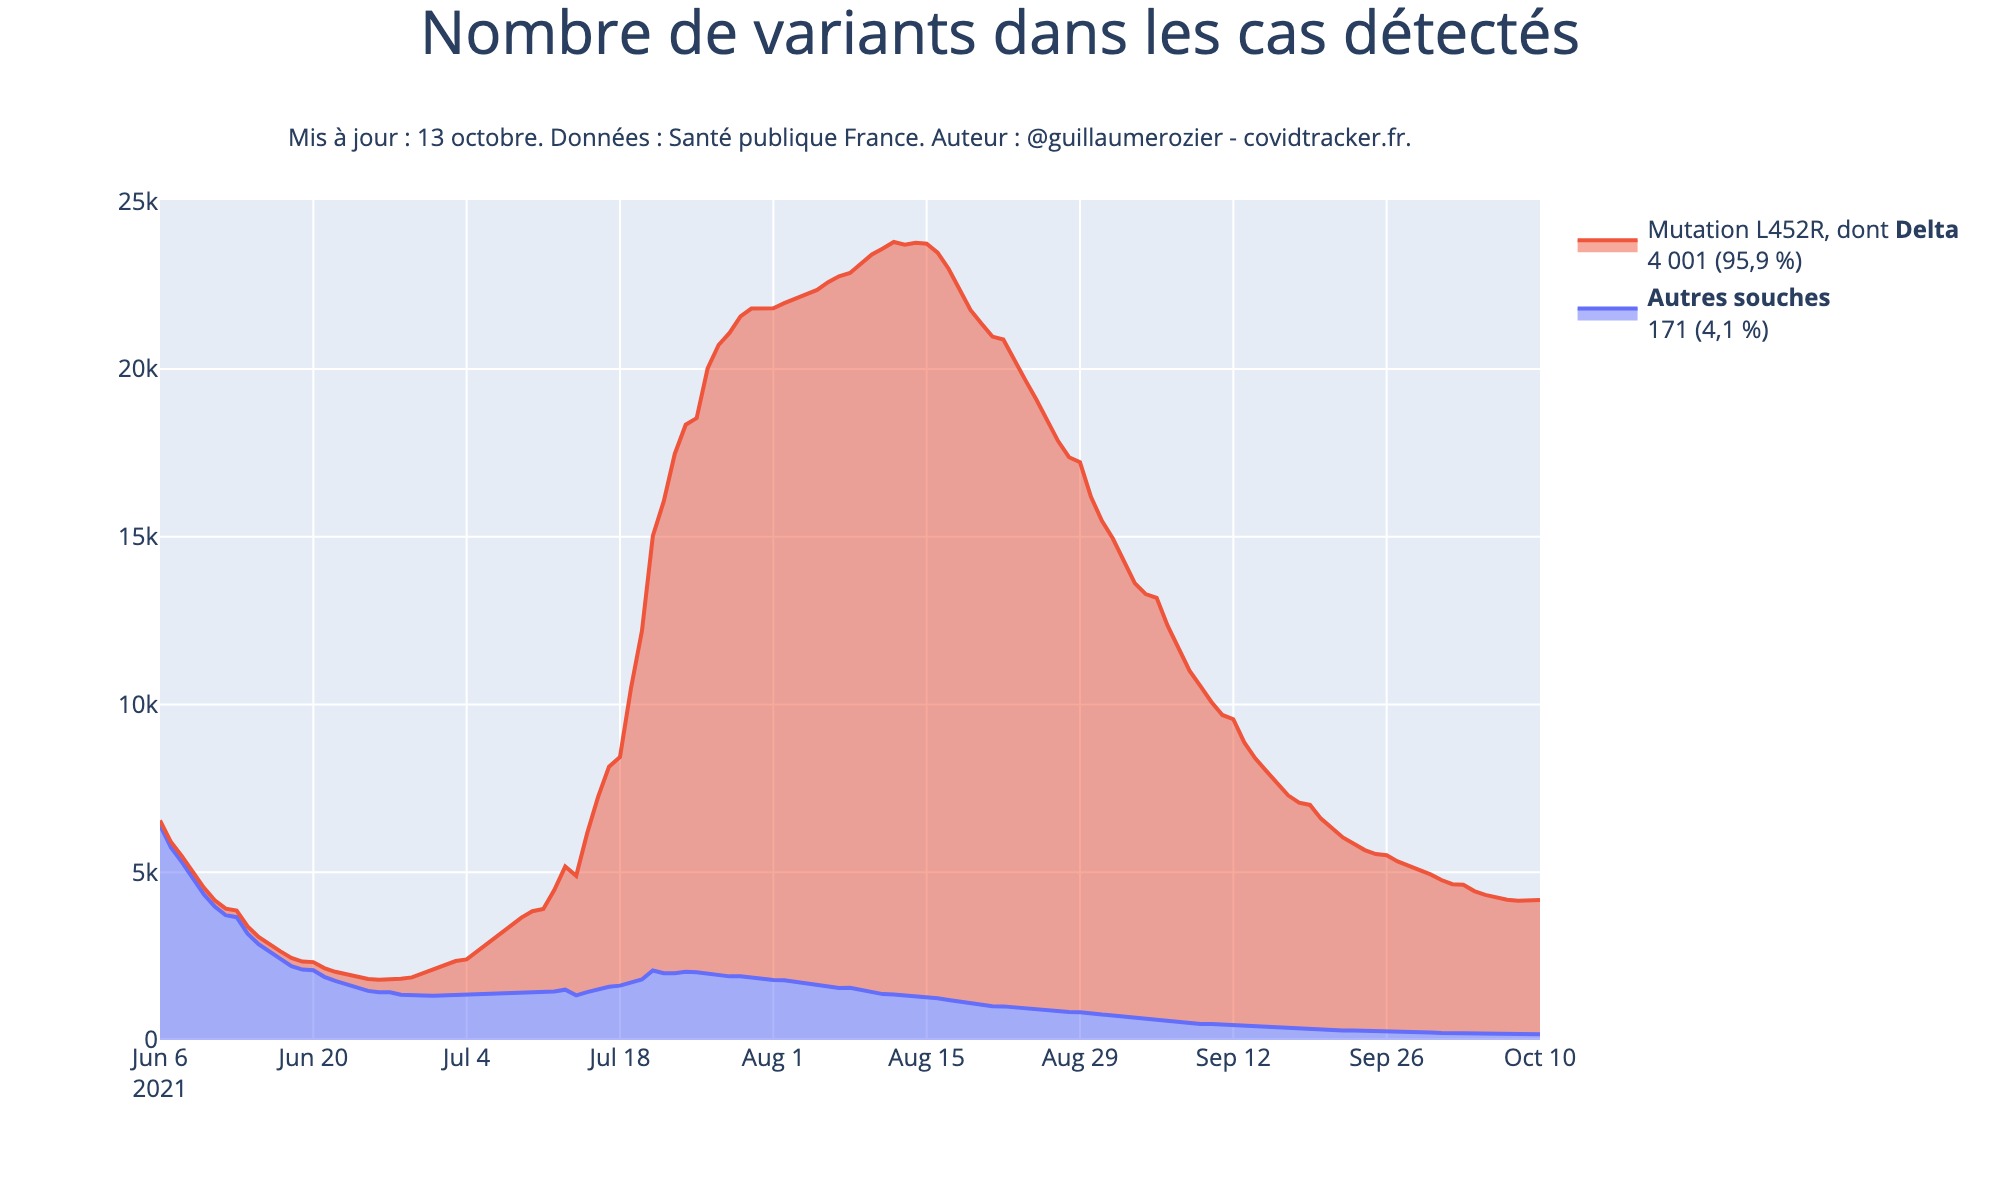 Nombre de variants dans les cas détectés
Mis à jour : 13 octobre. Données : Santé publique France. Auteur : @guillaumerozier - covidtracker.fr.
25k
20k
15k
10k
5k
0
Jun 6
2021
Jun 20
Jul 4
Jul 18
Aug 1
Aug 15
Aug 29
Sep 12
Sep 26
Oct 10
Mutation L452R, dont Delta
4 001 (95,9 %)
Autres souches
171 (4,1 %)